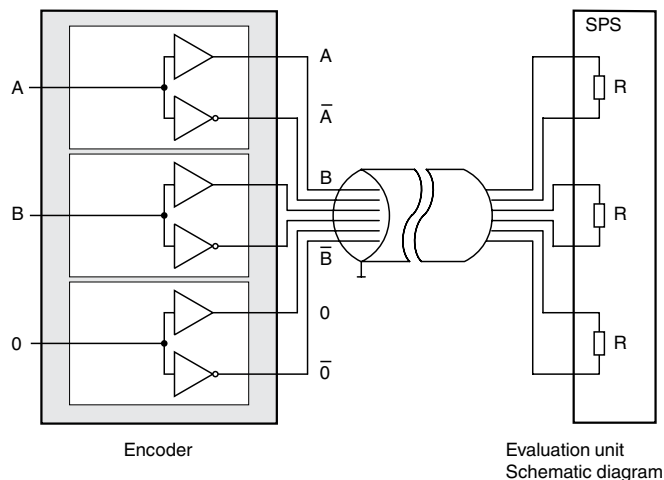 SPS
A
A
A̅
R
B
B
B̅
R
0
0
0̅
R
Encoder
Evaluation unit
Schematic diagram